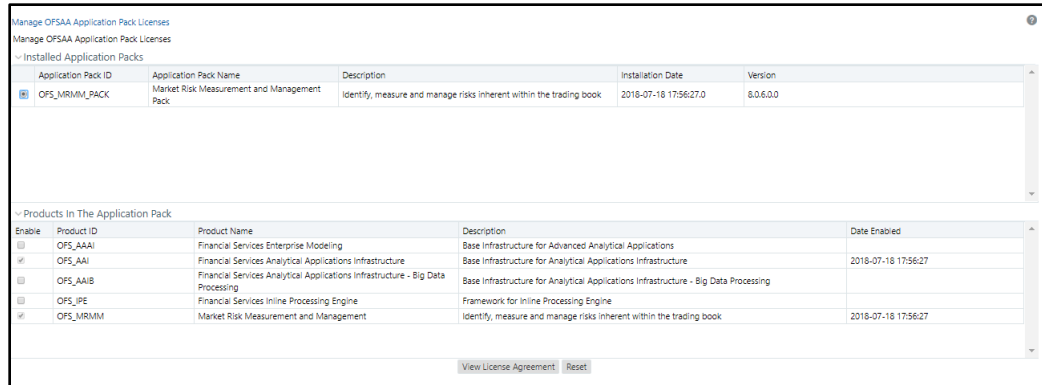 Manage OFSAA Application Pack Licenses
Manage OFSAA Application Pack Licenses
Installed Application Packs
Application Pack ID Application Pack Name Description Installation Date Version
OFS_MRMM_PACK Market Risk Measurement and Management Pack Identify, measure and manage risks inherent within the trading book 2018-07-18 17:56:27.0 8.0.6.0.0
Products In The Application Pack
Enable Product ID Product Name Description Date Enabled
OFS_AAAI Financial Services Enterprise Modeling Base Infrastructure for Advanced Analytical Applications
OFS_AAI Financial Services Analytical Applications Infrastructure Base Infrastructure for Analytical Applications Infrastructure 2018-07-18 17:56:27
OFS_AAIB Financial Services Analytical Applications Infrastructure - Big Data Processing Base Infrastructure for Analytical Applications Infrastructure - Big Data Processing
OFS_IPE Financial Services Inline Processing Engine Framework for Inline Processing Engine
OFS_MRMM Market Risk Measurement and Management Identify, measure and manage risks inherent within the trading book 2018-07-18 17:56:27
View License Agreement Reset